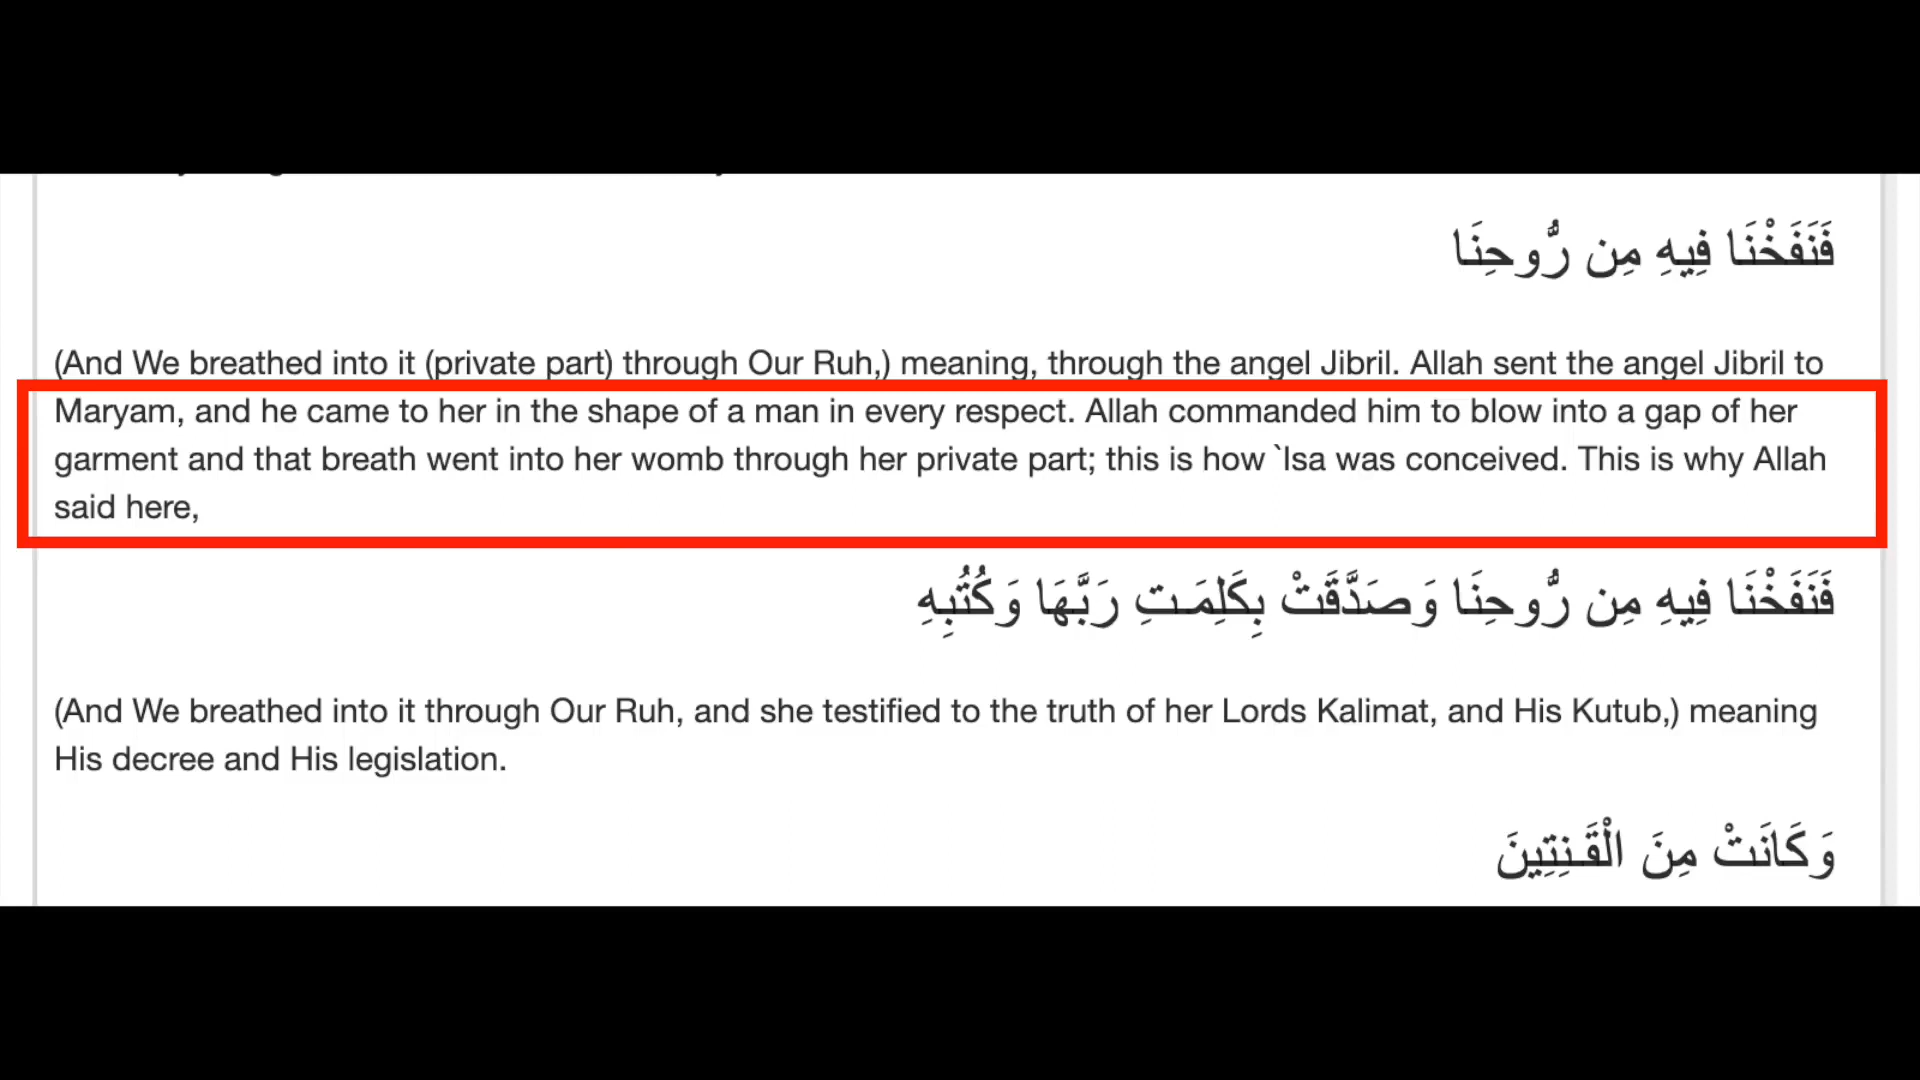 فَنَفَخْنَا فِيهِ مِن رُّوحِنَا
(And We breathed into it (private part) through Our Ruh,) meaning, through the angel Jibril. Allah sent the angel Jibril to
Maryam, and he came to her in the shape of a man in every respect. Allah commanded him to blow into a gap of her
garment and that breath went into her womb through her private part; this is how `Isa was conceived. This is why Allah
said here,
فَنَفَخْنَا فِيهِ مِن رُّوحِنَا وَصَدَّقَتْ بِكَلِمَـتِ رَبَّهَا وَكُتُبِهِ
(And We breathed into it through Our Ruh, and she testified to the truth of her Lords Kalimat, and His Kutub,) meaning
His decree and His legislation.
وَكَانَتْ مِنَ الْقَـنِتِينَ